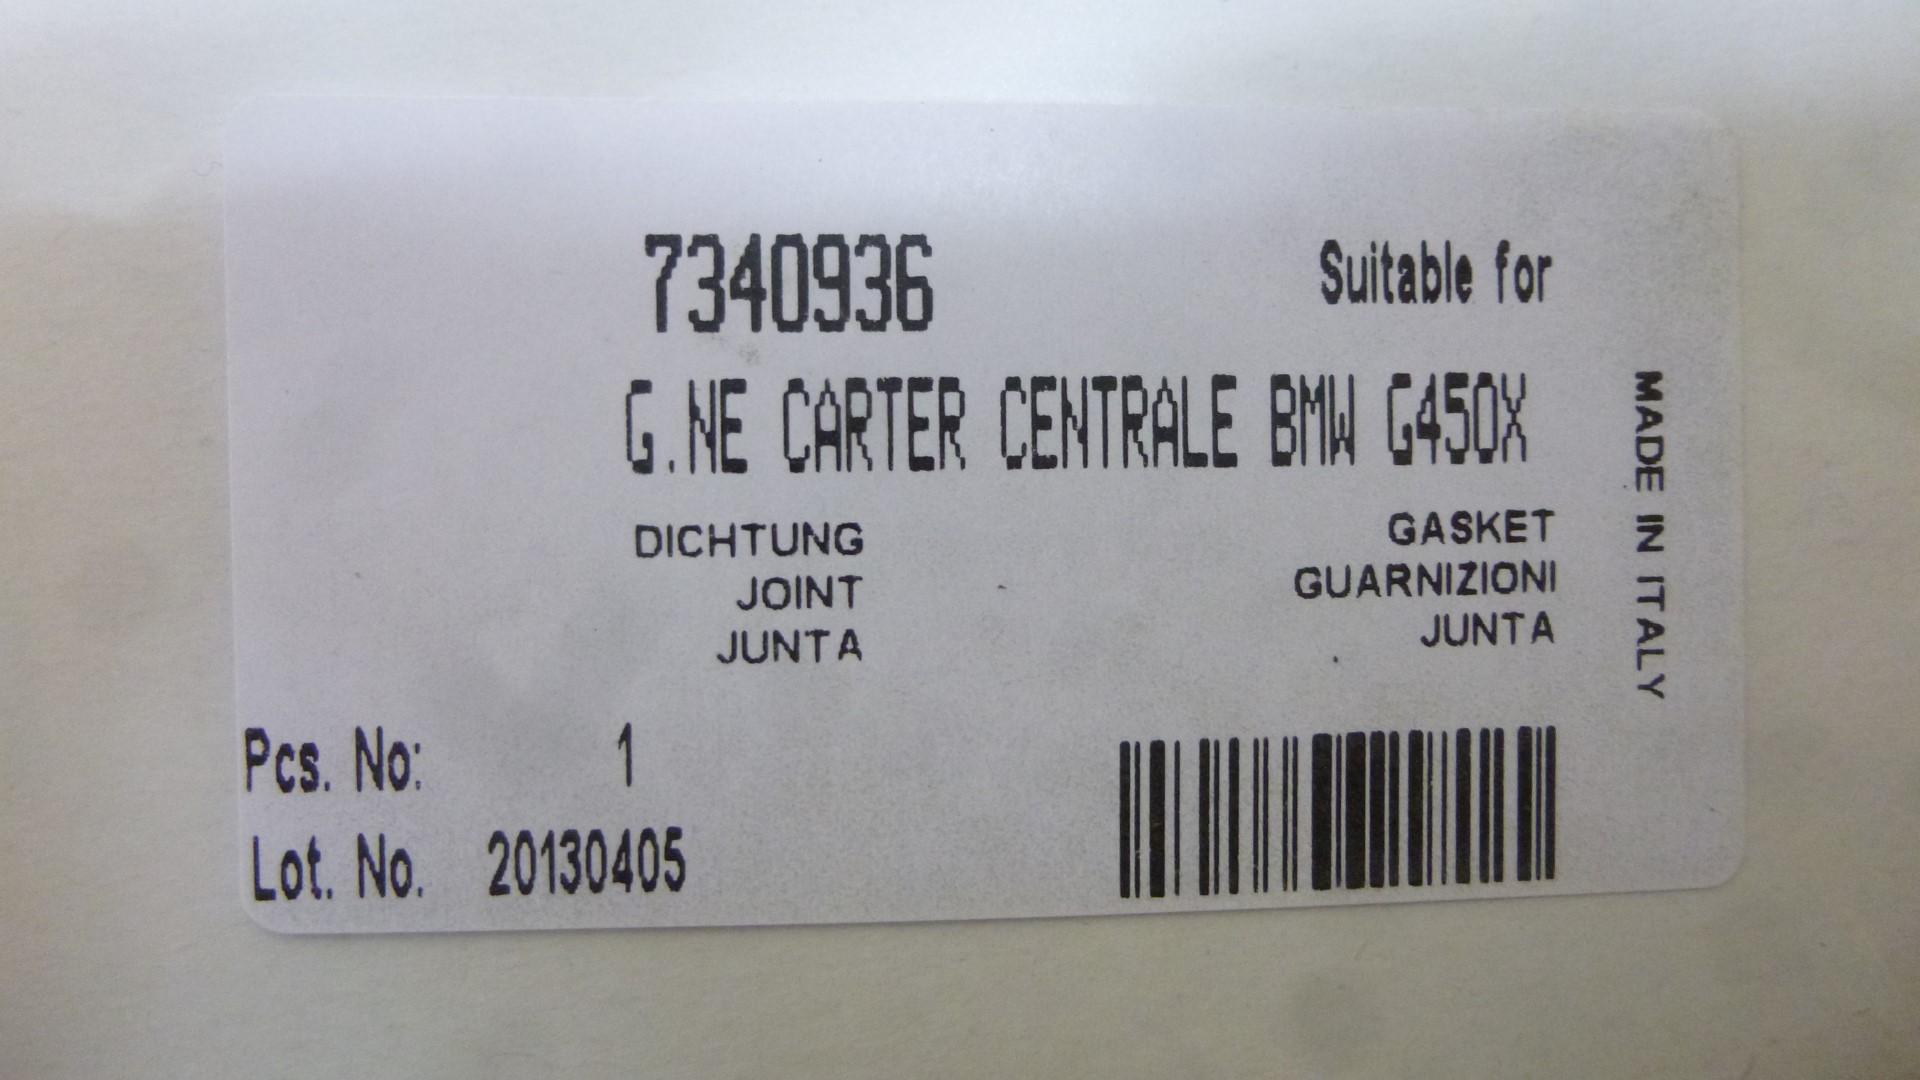 7340936 Suitable for
G.NE CARTER CENTRALE BMW G450X
DICHTUNG GASKET
JOINT GUARNIZIONI
JUNTA JUNTA
MADE IN ITALY
Pcs. No: 1
Lot. No. 20130405